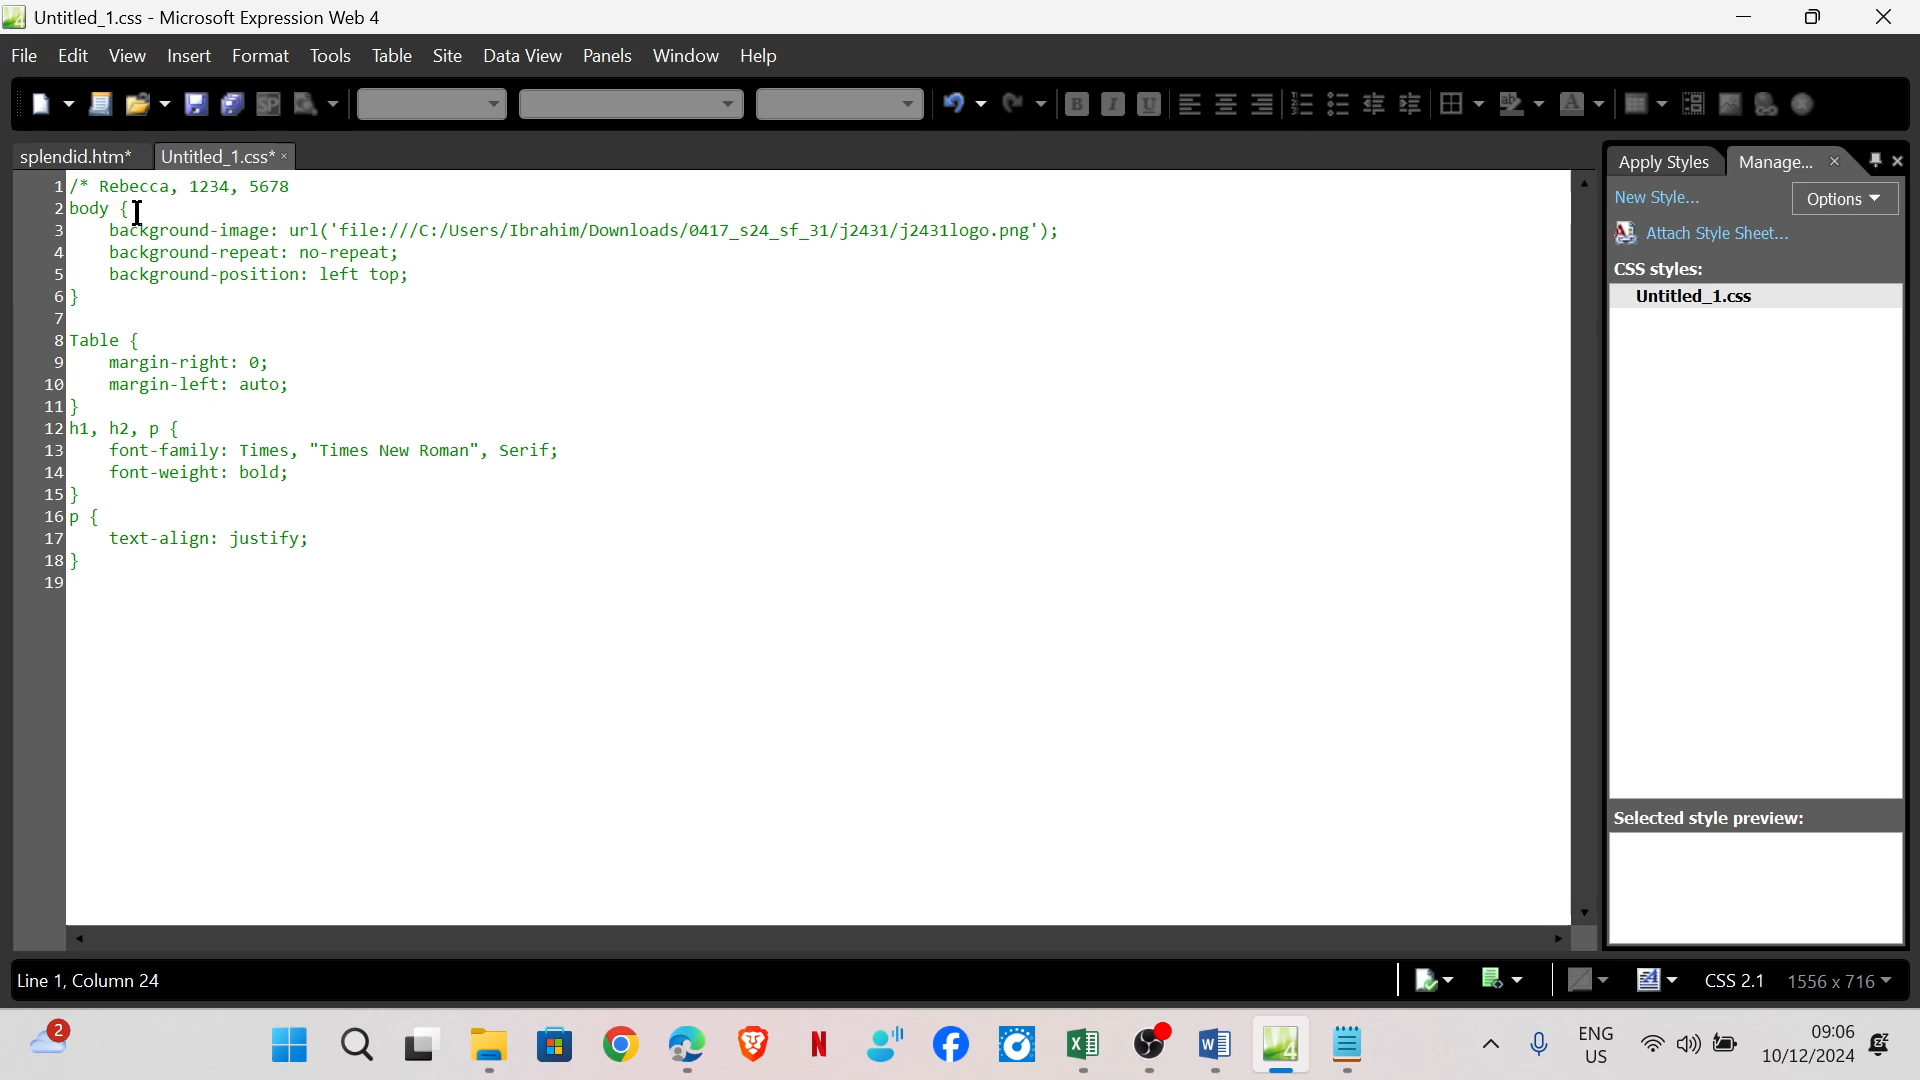 Untitled_1.css - Microsoft Expression Web 4
File Edit View Insert Format Tools Table Site Data View Panels Window Help
splendid.htm* Untitled_1.css*
1 /* Rebecca, 1234, 5678
2 body {
3 background-image: url('file:///C:/Users/Ibrahim/Downloads/0417_s24_sf_31/j2431/j2431logo.png');
4 background-repeat: no-repeat;
5 background-position: left top;
6 }
7
8 Table {
9 margin-right: 0;
10 margin-left: auto;
11 }
12 h1, h2, p {
13 font-family: Times, "Times New Roman", Serif;
14 font-weight: bold;
15 }
16 p {
17 text-align: justify;
18 }
19
Apply Styles Manage...
New Style... Options
Attach Style Sheet...
CSS styles:
Untitled_1.css
Selected style preview:
Line 1, Column 24
CSS 2.1 1556 x 716
2
ENG
US
09:06
10/12/2024